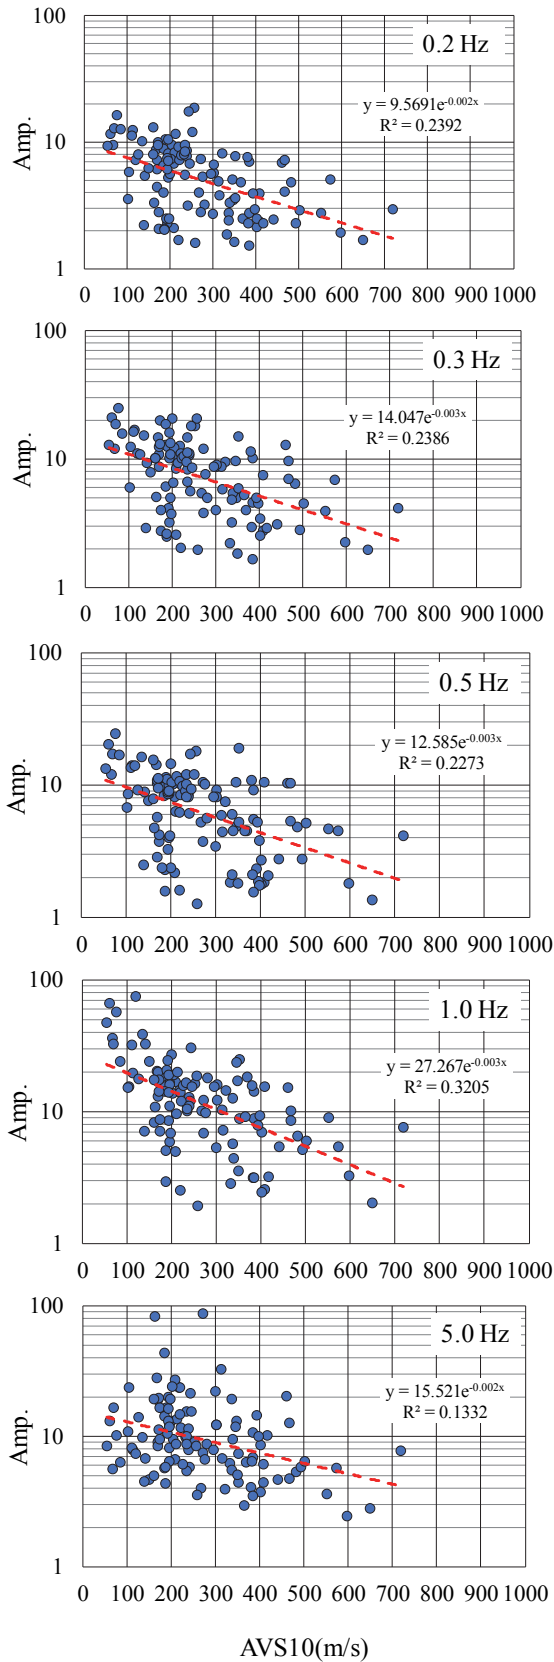 100
0.2 Hz
y = 9.5691e^-0.002x
R² = 0.2392
10
Amp.
1
0 100 200 300 400 500 600 700 800 900 1000
100
0.3 Hz
y = 14.047e^-0.003x
R² = 0.2386
10
Amp.
1
0 100 200 300 400 500 600 700 800 900 1000
100
0.5 Hz
y = 12.585e^-0.003x
R² = 0.2273
10
Amp.
1
0 100 200 300 400 500 600 700 800 900 1000
100
1.0 Hz
y = 27.267e^-0.003x
R² = 0.3205
10
Amp.
1
0 100 200 300 400 500 600 700 800 900 1000
100
5.0 Hz
y = 15.521e^-0.002x
R² = 0.1332
10
Amp.
1
0 100 200 300 400 500 600 700 800 900 1000
AVS10(m/s)